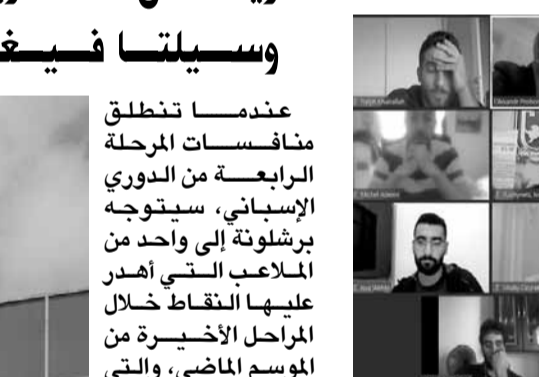 وسيلتا فيغ
عندما تنطلق
منافسات المرحلة
الرابعة من الدوري
الإسباني، سيتوجه
برشلونة إلى واحد من
الملاعب التي أهدر
عليها النقاط خلال
المراحل الأخيرة من
الموسم الماضي، والتي